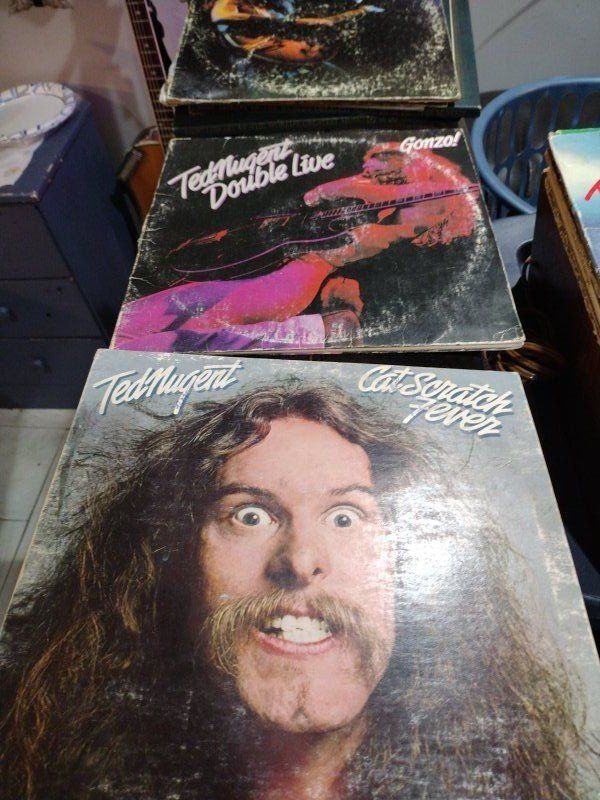 Ted Nugent
Double Live
Gonzo!
Ted Nugent
Cat Scratch
Fever